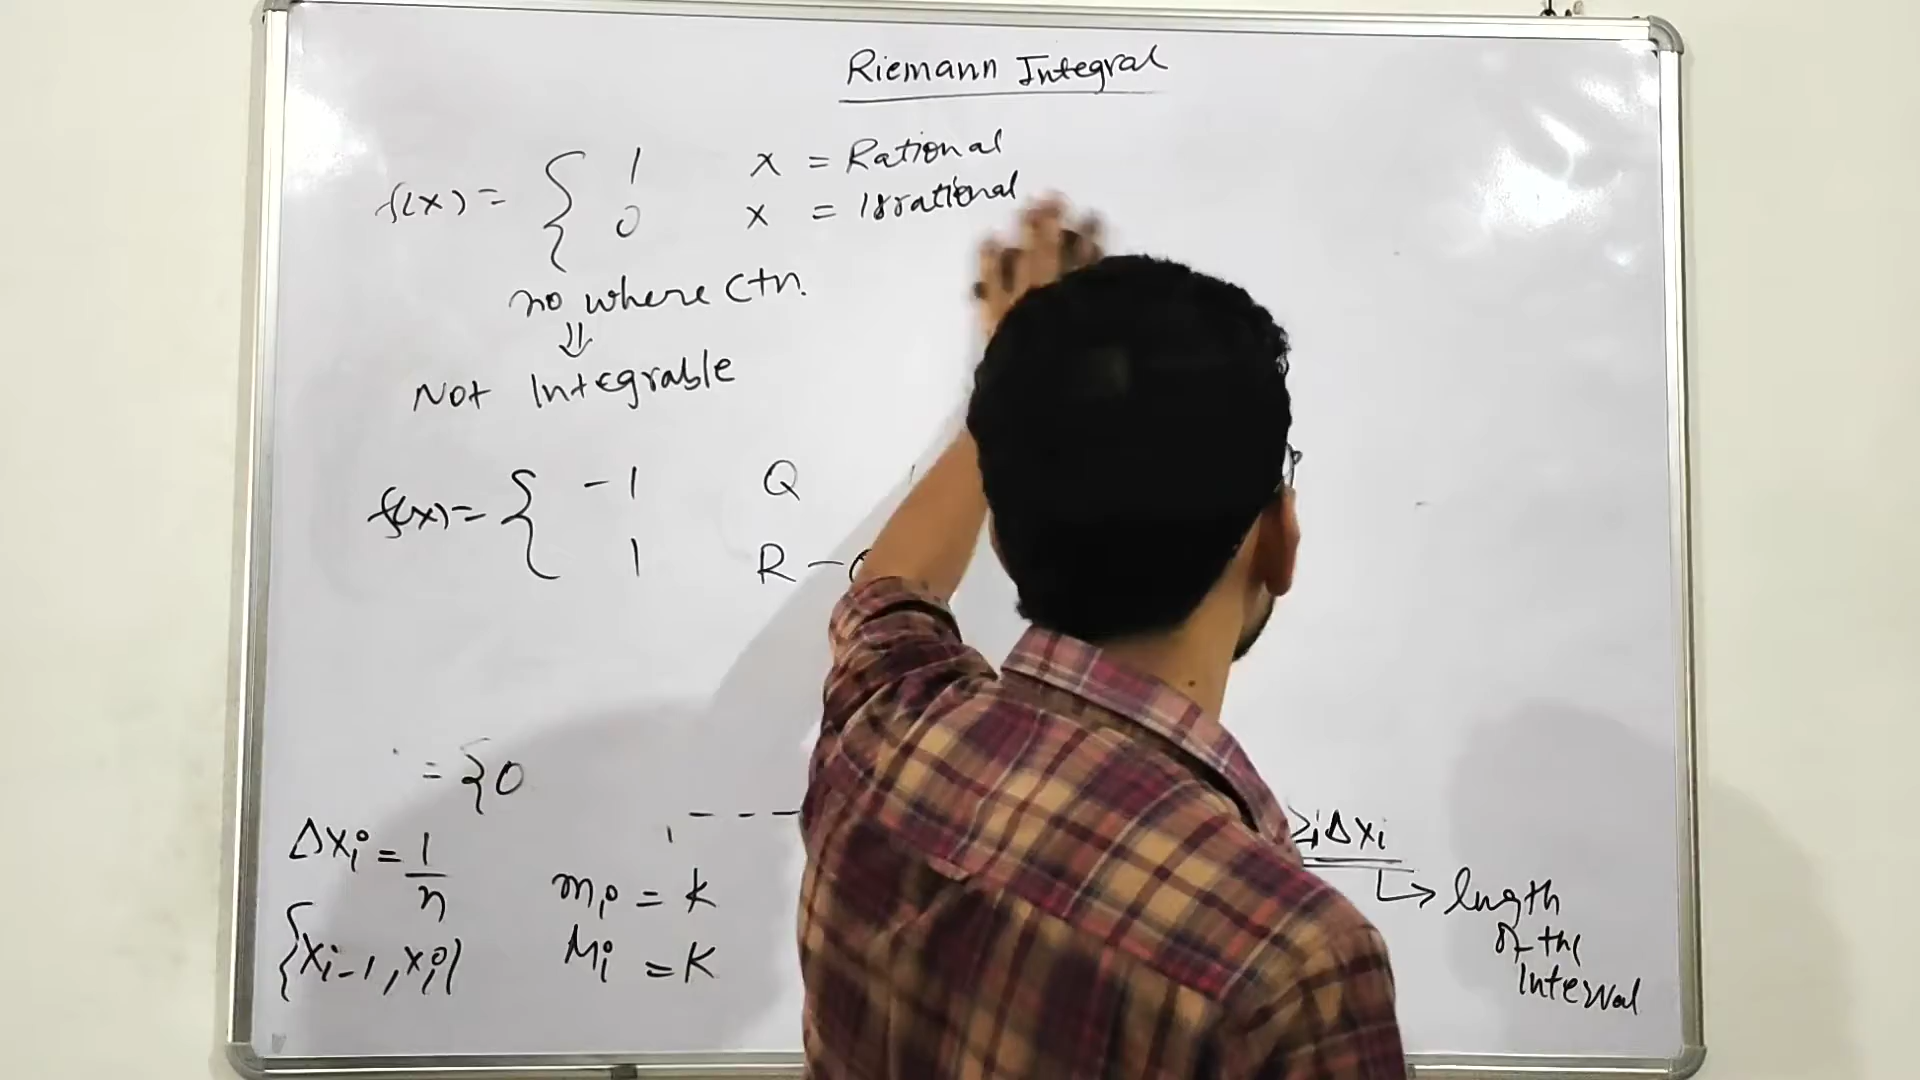 Riemann Integral
f(x) = { 1 x = Rational
0 x = Irrational
no where Ctn.
⇓
Not Integrable
f(x) = { -1 Q
1 R -
= { 0
- - -
Δxi = 1/n
{xi-1, xi}
mi = k
Mi = K
Δxi
↳ length
of the
Interval